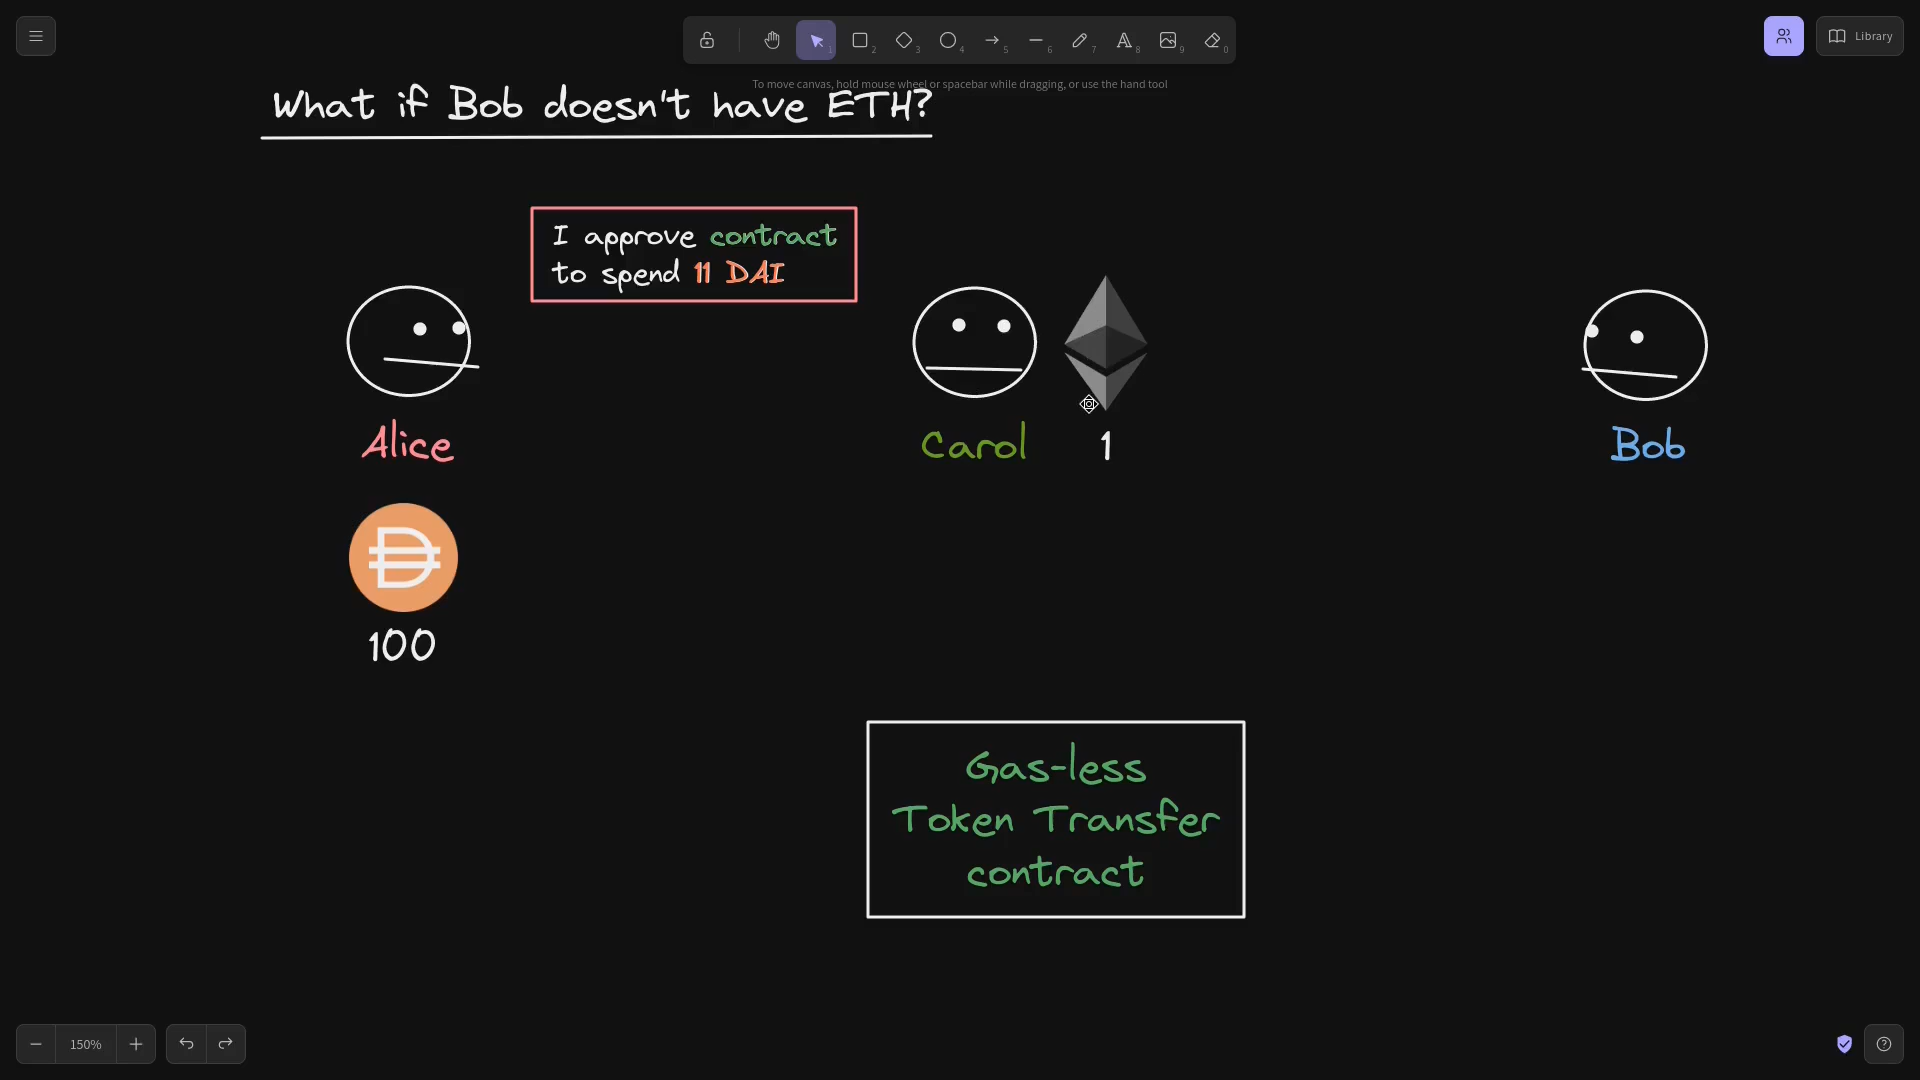 Library
To move canvas, hold mouse wheel or spacebar while dragging, or use the hand tool
What if Bob doesn't have ETH?
I approve contract
to spend 11 DAI
Alice
Carol
1
Bob
100
Gas-less
Token Transfer
contract
150%